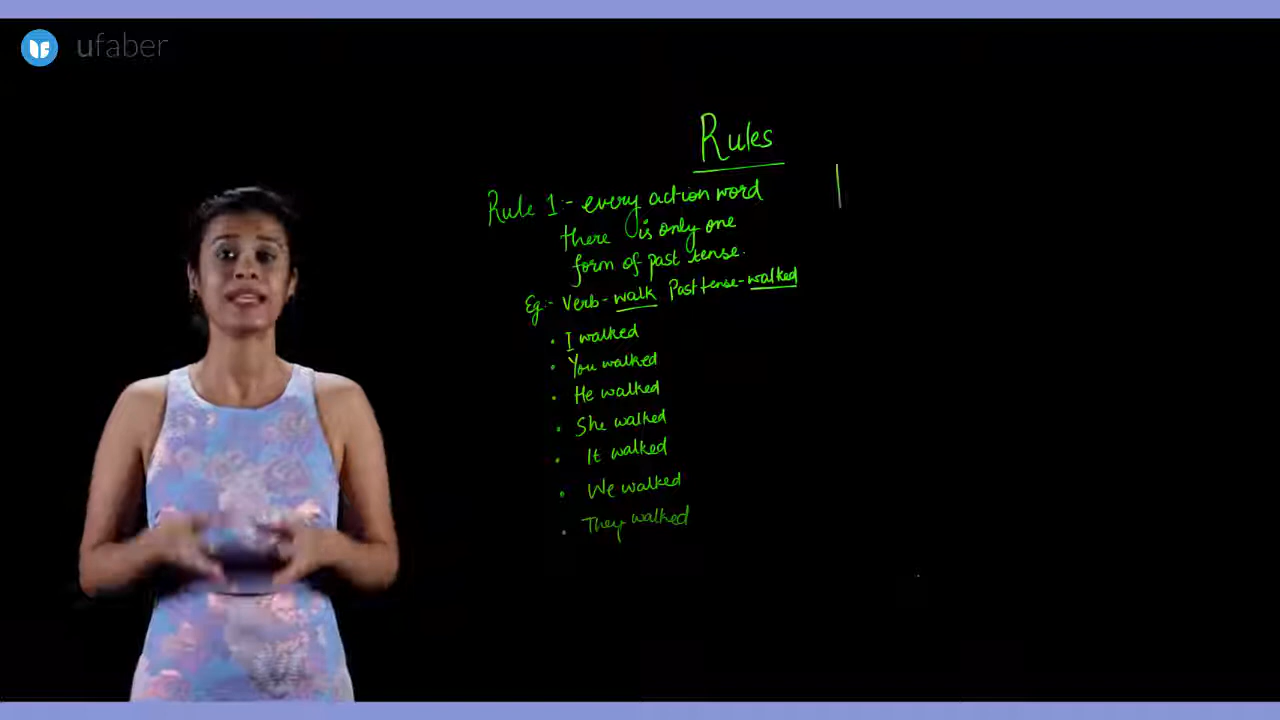 ufaber
Rules
Rule 1:- every action word
there is only one
form of past tense.
Eg:- Verb - walk Past tense - walked
• I walked
• You walked
• He walked
• She walked
• It walked
• We walked
• They walked